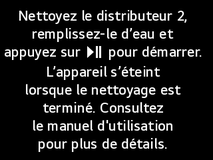 Nettoyez le distributeur 2,
remplissez-le d’eau et
appuyez sur ⏯ pour démarrer.
L’appareil s’éteint
lorsque le nettoyage est
terminé. Consultez
le manuel d'utilisation
pour plus de détails.